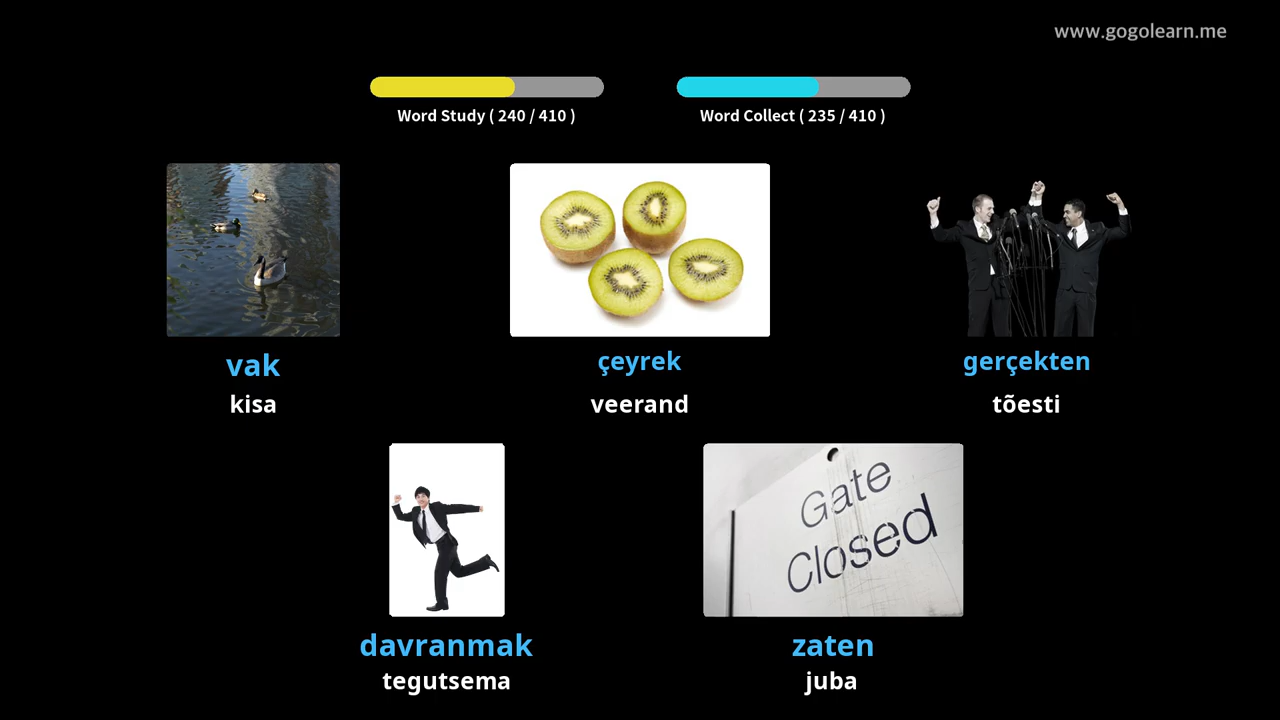 www.gogolearn.me
Word Study ( 240 / 410 )
Word Collect ( 235 / 410 )
vak
kisa
çeyrek
veerand
gerçekten
tõesti
Gate
Closed
davranmak
tegutsema
zaten
juba